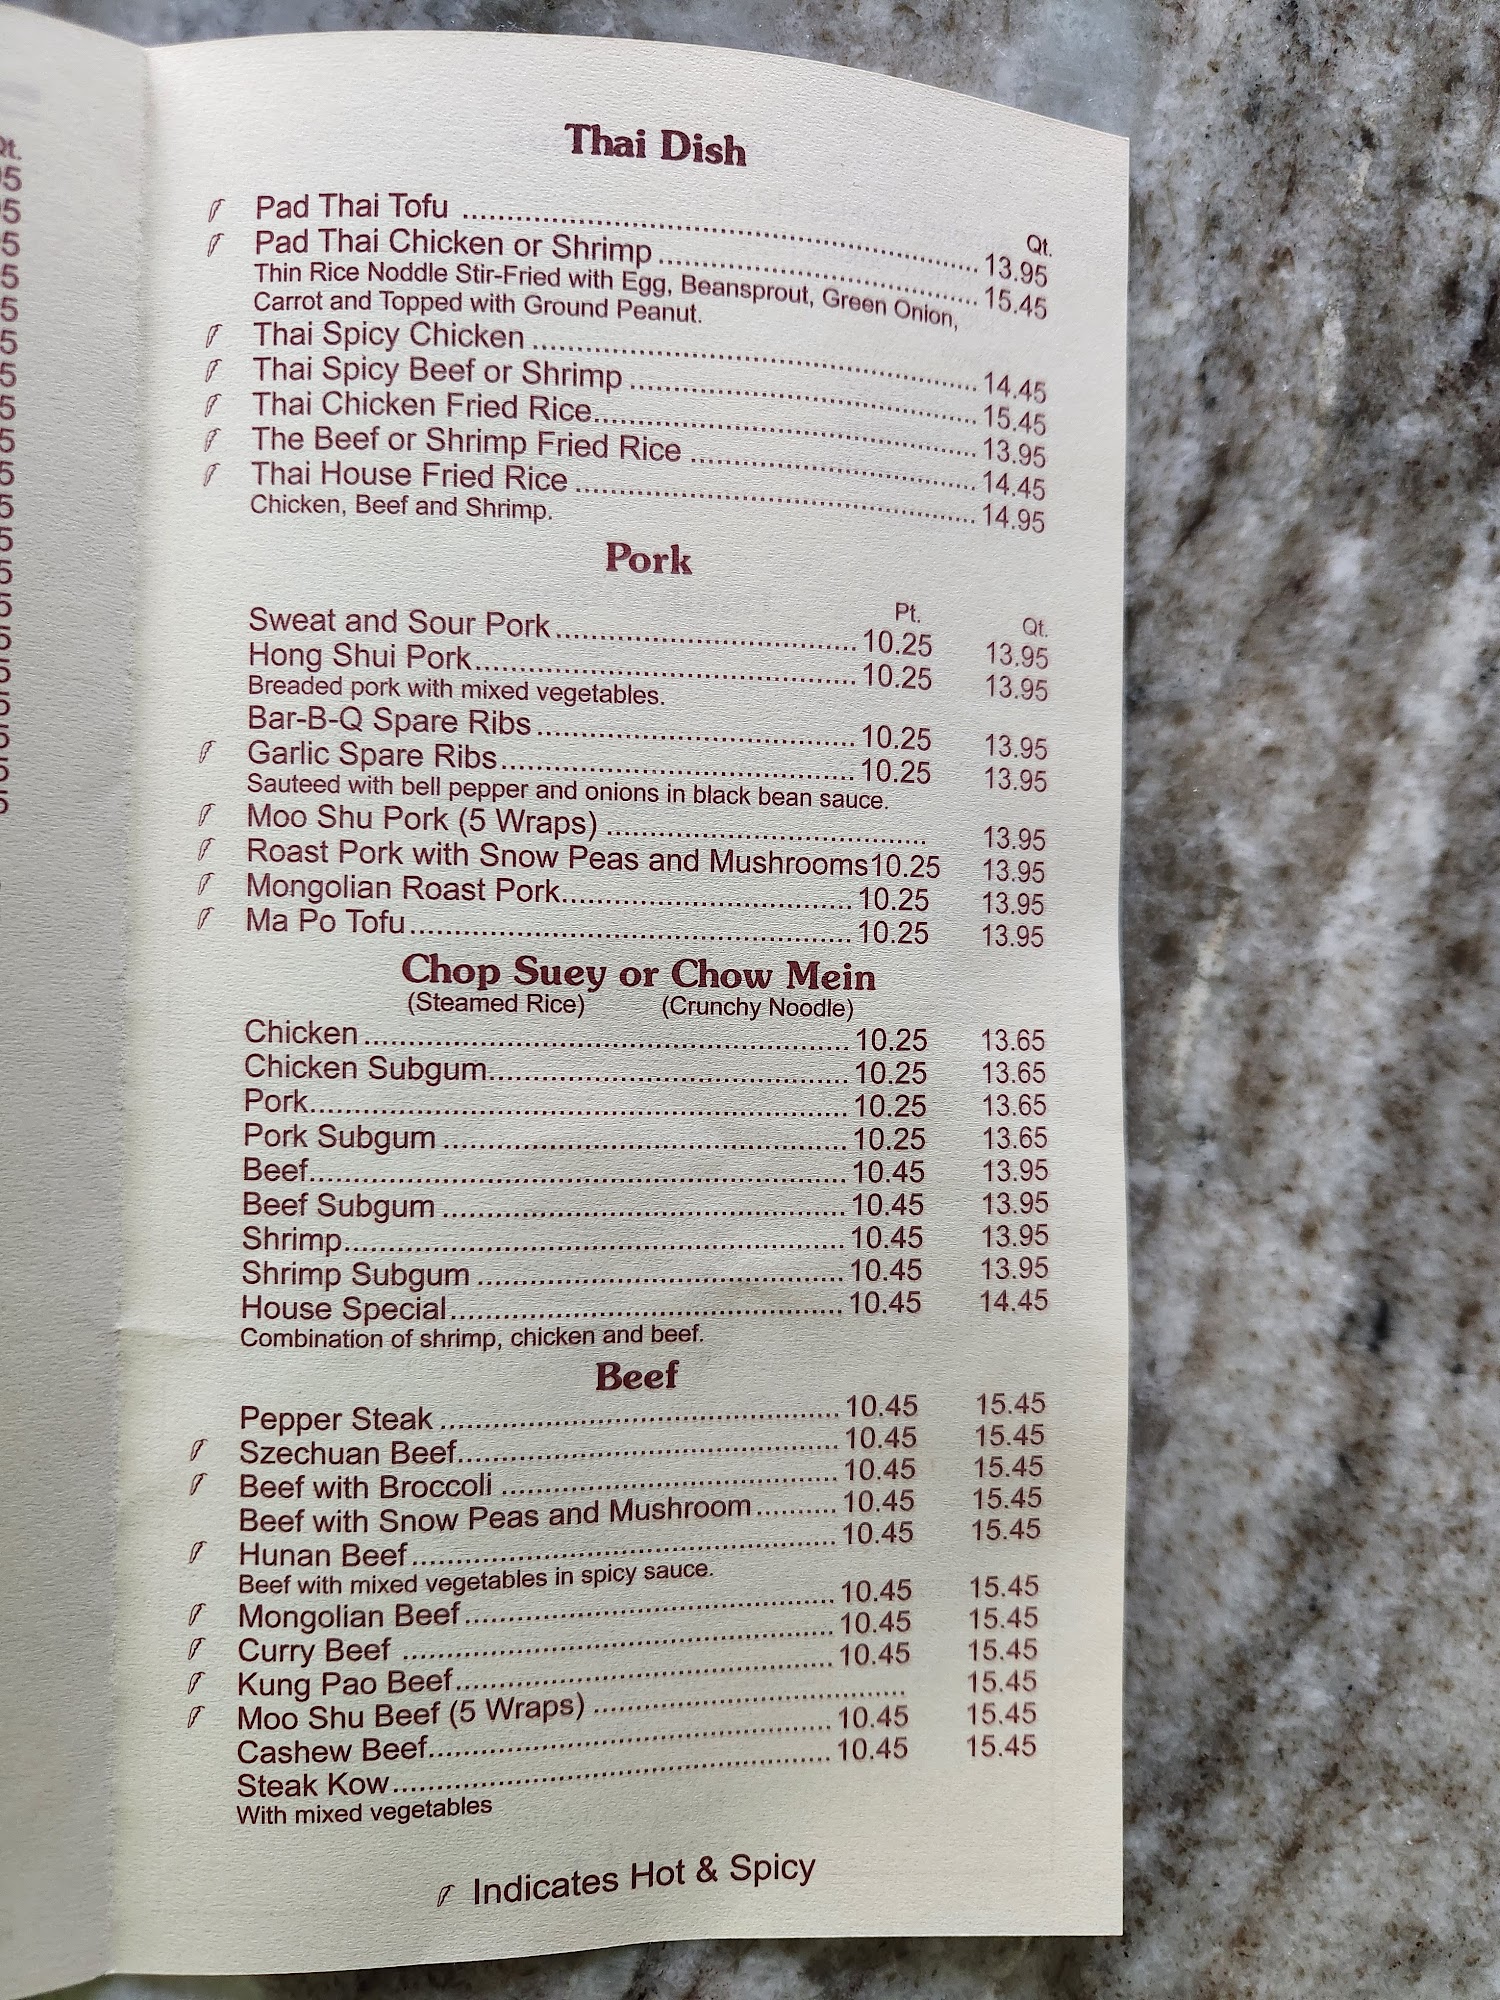 Qt.
Thai Dish
Qt.
Pad Thai Tofu 13.95
Pad Thai Chicken or Shrimp 15.45
Thin Rice Noddle Stir-Fried with Egg, Beansprout, Green Onion,
Carrot and Topped with Ground Peanut.
Thai Spicy Chicken 14.45
Thai Spicy Beef or Shrimp 15.45
Thai Chicken Fried Rice 13.95
The Beef or Shrimp Fried Rice 14.45
Thai House Fried Rice 14.95
Chicken, Beef and Shrimp.
Pork
Pt. Qt.
Sweat and Sour Pork 10.25 13.95
Hong Shui Pork 10.25 13.95
Breaded pork with mixed vegetables.
Bar-B-Q Spare Ribs 10.25 13.95
Garlic Spare Ribs 10.25 13.95
Sauteed with bell pepper and onions in black bean sauce.
Moo Shu Pork (5 Wraps) 13.95
Roast Pork with Snow Peas and Mushrooms 10.25 13.95
Mongolian Roast Pork 10.25 13.95
Ma Po Tofu 10.25 13.95
Chop Suey or Chow Mein
(Steamed Rice) (Crunchy Noodle)
Chicken 10.25 13.65
Chicken Subgum 10.25 13.65
Pork 10.25 13.65
Pork Subgum 10.25 13.65
Beef 10.45 13.95
Beef Subgum 10.45 13.95
Shrimp 10.45 13.95
Shrimp Subgum 10.45 13.95
House Special 10.45 14.45
Combination of shrimp, chicken and beef.
Beef
Pepper Steak 10.45 15.45
Szechuan Beef 10.45 15.45
Beef with Broccoli 10.45 15.45
Beef with Snow Peas and Mushroom 10.45 15.45
Hunan Beef 10.45 15.45
Beef with mixed vegetables in spicy sauce.
Mongolian Beef 10.45 15.45
Curry Beef 10.45 15.45
Kung Pao Beef 10.45 15.45
Moo Shu Beef (5 Wraps) 15.45
Cashew Beef 10.45 15.45
Steak Kow 10.45 15.45
With mixed vegetables
Indicates Hot & Spicy